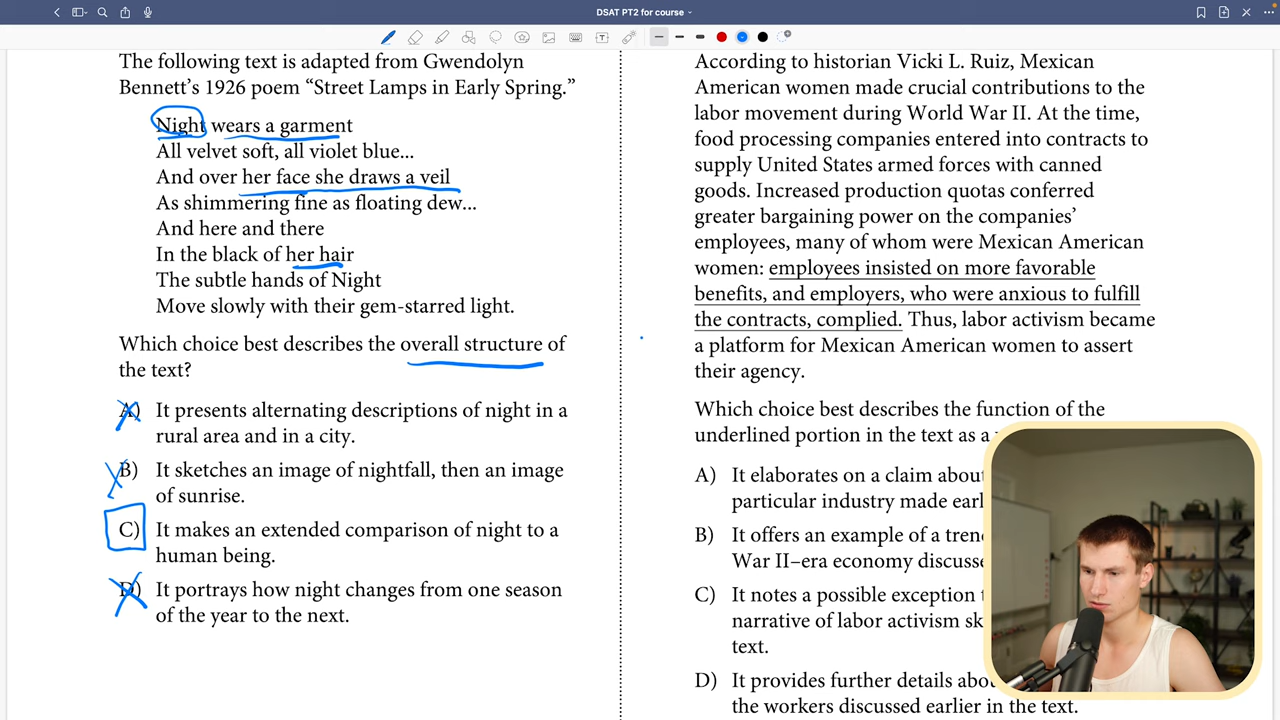 DSAT PT2 for course
The following text is adapted from Gwendolyn
Bennett’s 1926 poem “Street Lamps in Early Spring.”
Night wears a garment
All velvet soft, all violet blue...
And over her face she draws a veil
As shimmering fine as floating dew...
And here and there
In the black of her hair
The subtle hands of Night
Move slowly with their gem-starred light.
Which choice best describes the overall structure of
the text?
A) It presents alternating descriptions of night in a
rural area and in a city.
B) It sketches an image of nightfall, then an image
of sunrise.
C) It makes an extended comparison of night to a
human being.
D) It portrays how night changes from one season
of the year to the next.
According to historian Vicki L. Ruiz, Mexican
American women made crucial contributions to the
labor movement during World War II. At the time,
food processing companies entered into contracts to
supply United States armed forces with canned
goods. Increased production quotas conferred
greater bargaining power on the companies’
employees, many of whom were Mexican American
women: employees insisted on more favorable
benefits, and employers, who were anxious to fulfill
the contracts, complied. Thus, labor activism became
a platform for Mexican American women to assert
their agency.
Which choice best describes the function of the
underlined portion in the text as a
A) It elaborates on a claim
particular industry made
B) It offers an example of a
War II–era economy
C) It notes a possible exception
narrative of labor activism
text.
D) It provides further details
the workers discussed earlier in the text.